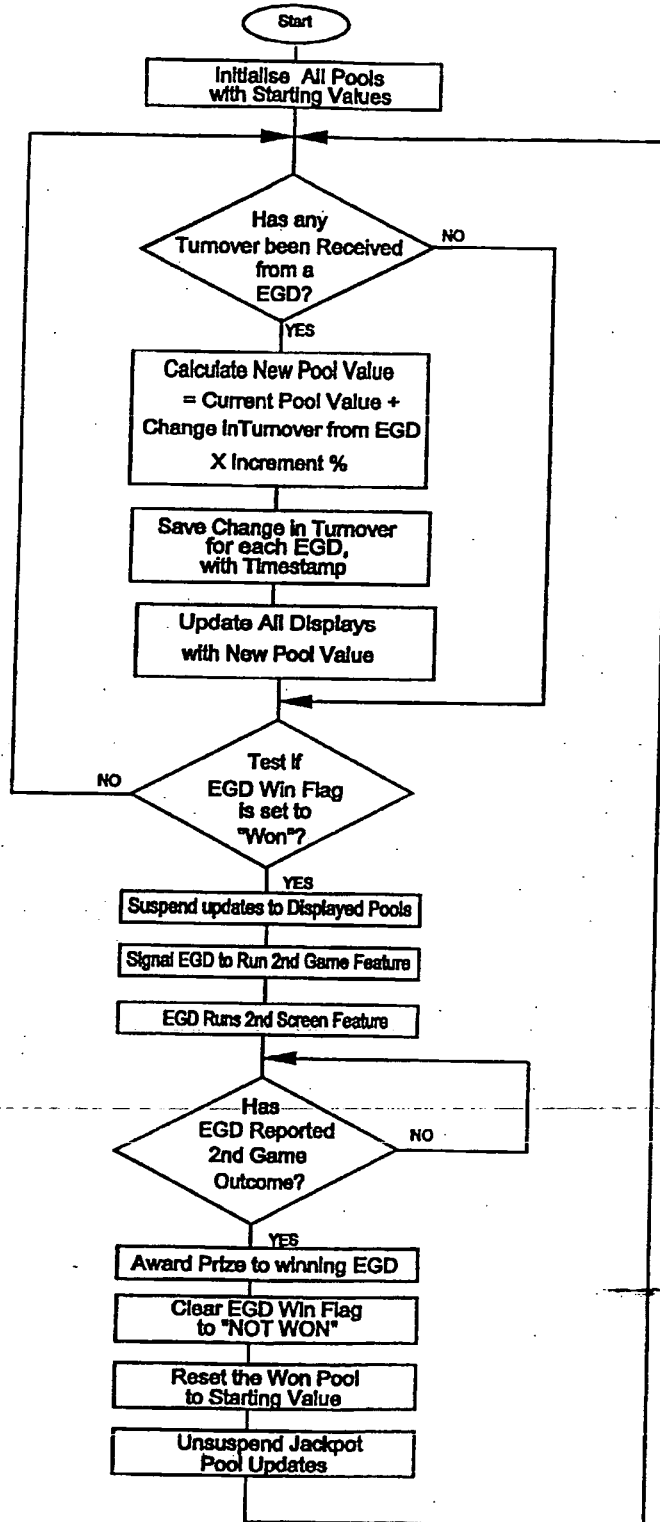 Start
Initialise All Pools
with Starting Values
Has any
Turnover been Received
from a
EGD?
NO
YES
Calculate New Pool Value
= Current Pool Value +
Change inTurnover from EGD
X Increment %
Save Change in Turnover
for each EGD,
with Timestamp
Update All Displays
with New Pool Value
Test If
EGD Win Flag
is set to
"Won"?
NO
YES
Suspend updates to Displayed Pools
Signal EGD to Run 2nd Game Feature
EGD Runs 2nd Screen Feature
Has
EGD Reported
2nd Game
Outcome?
NO
YES
Award Prize to winning EGD
Clear EGD Win Flag
to "NOT WON"
Reset the Won Pool
to Starting Value
Unsuspend Jackpot
Pool Updates